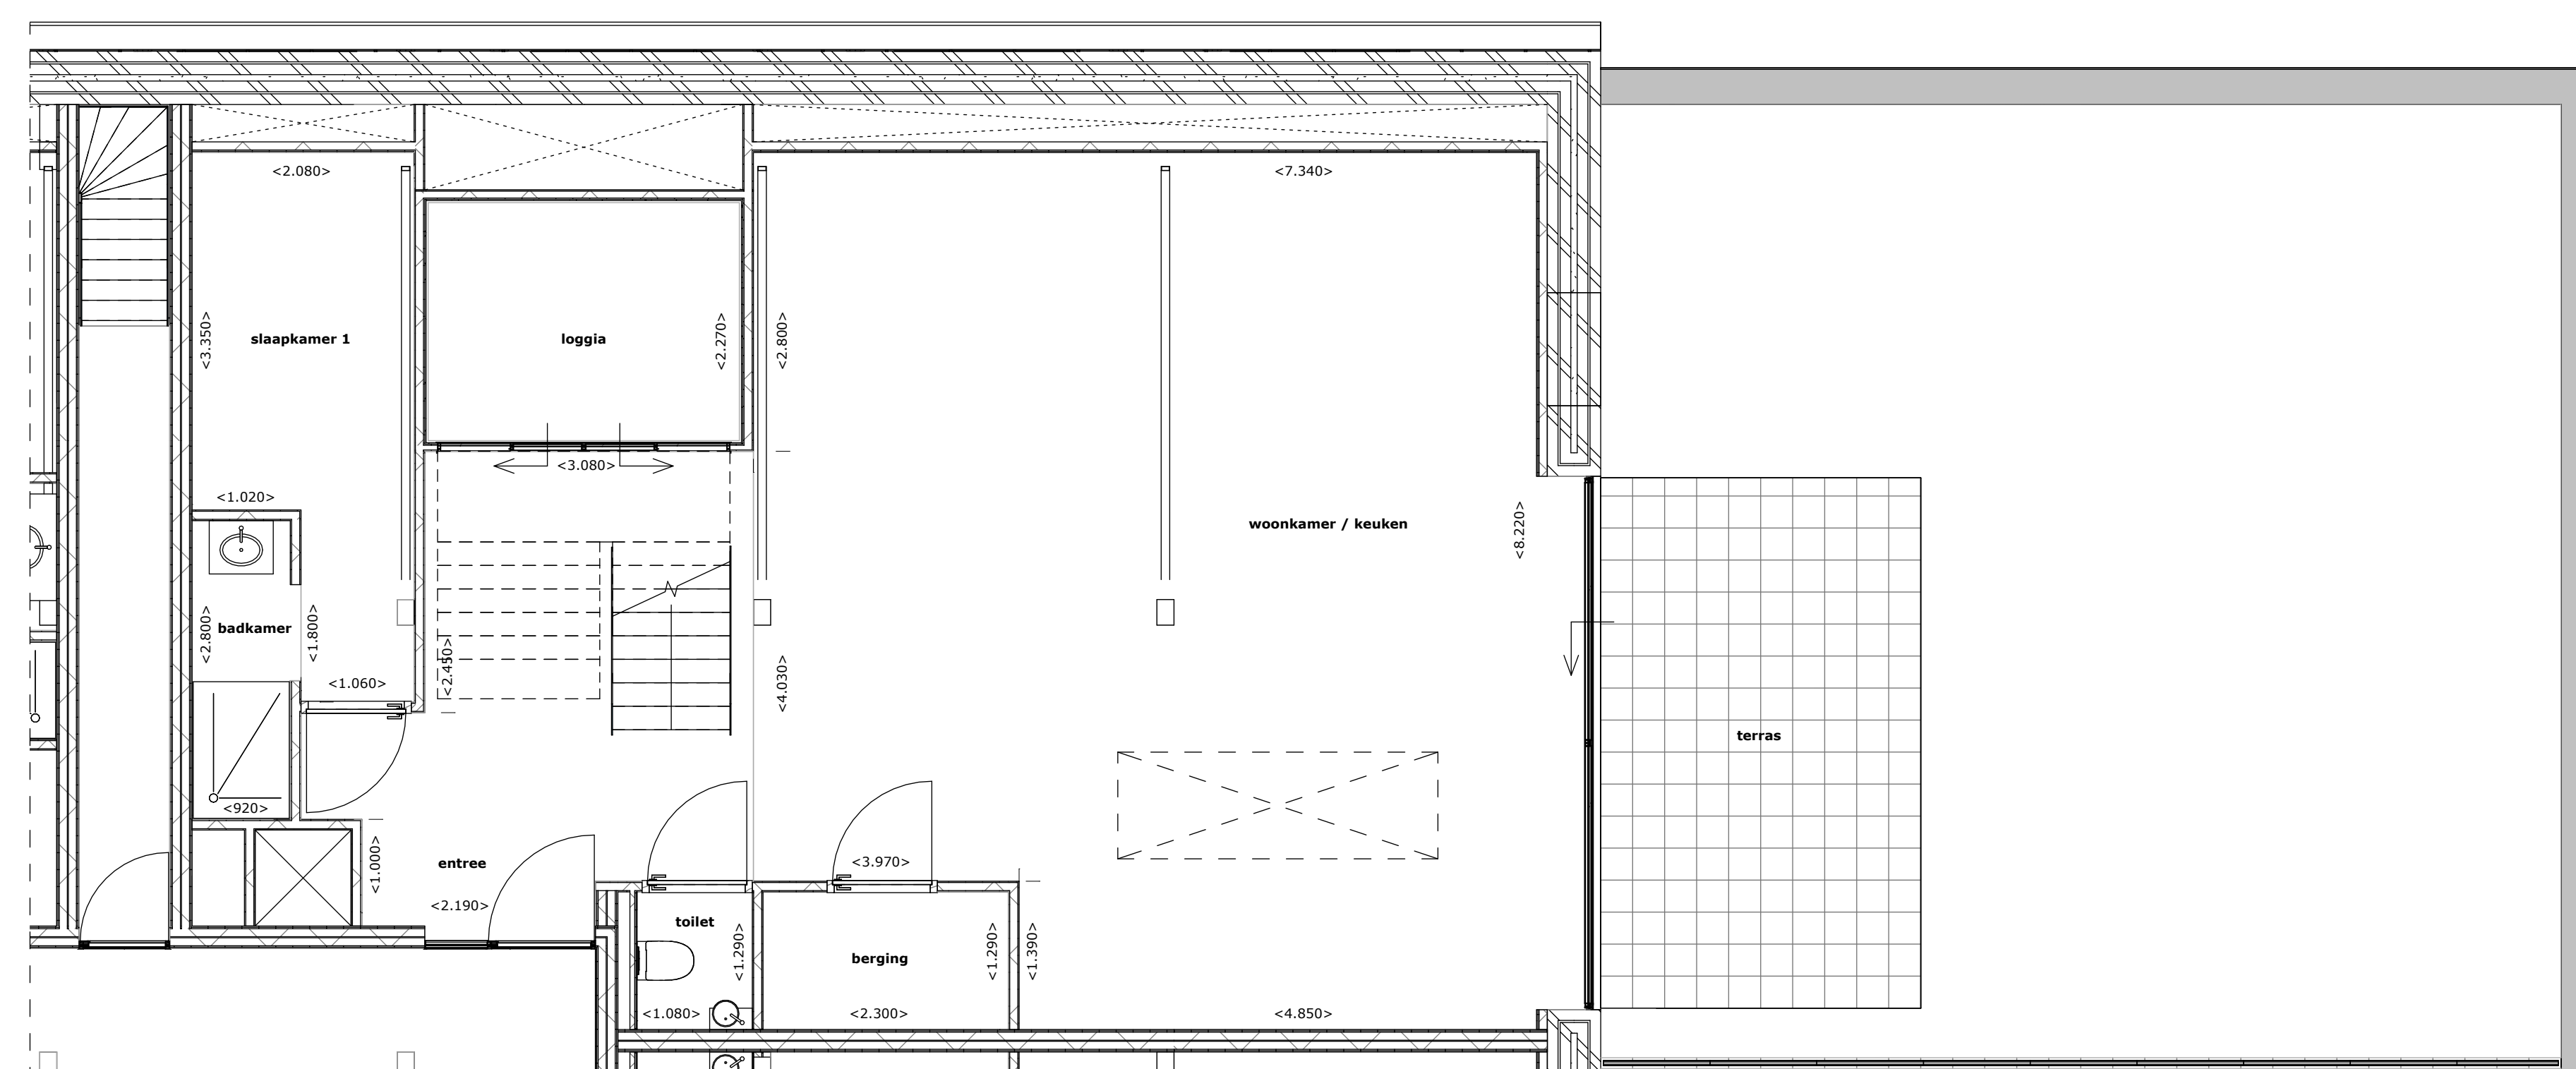 <2.080>
<7.340>
<3.350>
slaapkamer 1
loggia
<2.270>
<2.800>
<3.080>
<1.020>
<8.220>
woonkamer / keuken
<2.800>
badkamer
<1.800>
<2.450>
<4.030>
<1.060>
terras
<920>
<1.000>
entree
<3.970>
<2.190>
toilet
<1.290>
berging
<1.290>
<1.390>
<1.080>
<2.300>
<4.850>